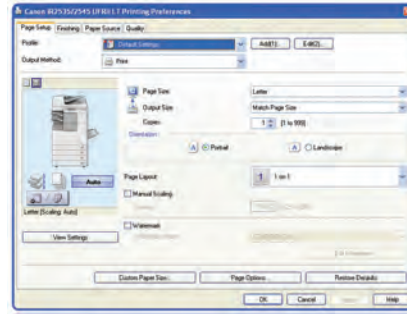 Canon iR2535/2545 UFRII LT Printing Preferences
Page Setup Finishing Paper Source Quality
Profile: Default Settings Add(1)... Edit(2)...
Output Method: Print
Page Size: Letter
Output Size: Match Page Size
Copies: 1 [1 to 999]
Orientation
A Portrait A Landscape
Auto
Page Layout: 1 1 on 1
Manual Scaling
Letter [Scaling: Auto]
View Settings
Watermark
Custom Paper Size... Page Options... Restore Defaults
OK Cancel Help